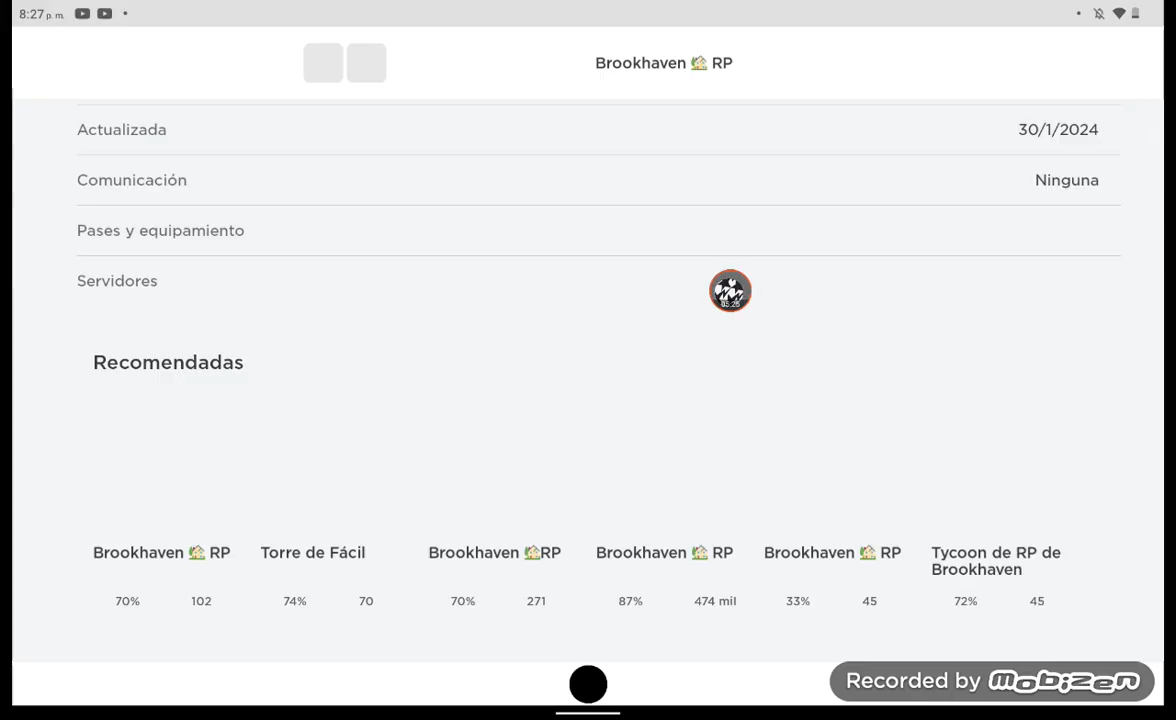 8:27 p. m.
Brookhaven 🏡 RP
Actualizada 30/1/2024
Comunicación Ninguna
Pases y equipamiento
Servidores
05:25
Recomendadas
Brookhaven 🏡 RP Torre de Fácil Brookhaven 🏡RP Brookhaven 🏡 RP Brookhaven 🏡 RP Tycoon de RP de
Brookhaven
70% 102 74% 70 70% 271 87% 474 mil 33% 45 72% 45
Recorded by mobizen